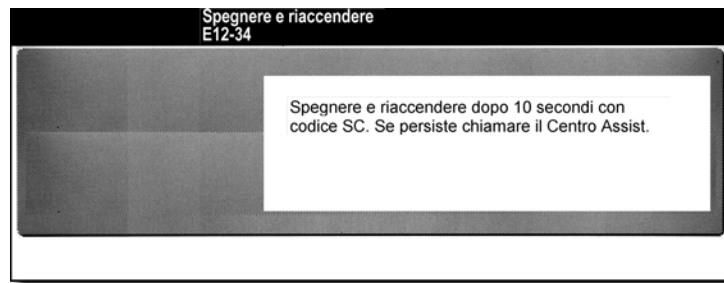 Spegnere e riaccendere
E12-34
Spegnere e riaccendere dopo 10 secondi con
codice SC. Se persiste chiamare il Centro Assist.